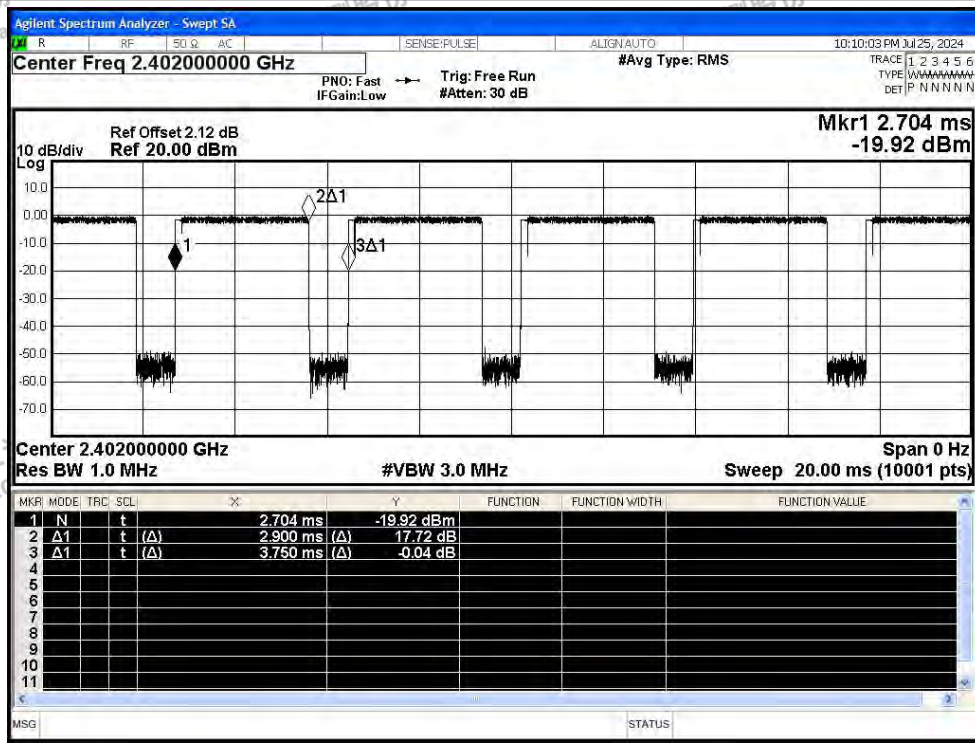 Agilent Spectrum Analyzer - Swept SA
R RF 50 Ω AC SENSE:PULSE ALIGN AUTO 10:10:03 PM Jul 25, 2024
Center Freq 2.402000000 GHz #Avg Type: RMS TRACE 1 2 3 4 5 6
PNO: Fast Trig: Free Run TYPE WWWWWW
IFGain:Low #Atten: 30 dB DET P N N N N N
Mkr1 2.704 ms
Ref Offset 2.12 dB
10 dB/div Ref 20.00 dBm -19.92 dBm
Log
10.0
2Δ1
0.00
-10.0
1 3Δ1
-20.0
-30.0
-40.0
-50.0
-60.0
-70.0
Center 2.402000000 GHz Span 0 Hz
Res BW 1.0 MHz #VBW 3.0 MHz Sweep 20.00 ms (10001 pts)
MKR MODE TRC SCL X Y FUNCTION FUNCTION WIDTH FUNCTION VALUE
1 N t 2.704 ms -19.92 dBm
2 Δ1 t (Δ) 2.900 ms (Δ) 17.72 dB
3 Δ1 t (Δ) 3.750 ms (Δ) -0.04 dB
4
5
6
7
8
9
10
11
MSG STATUS